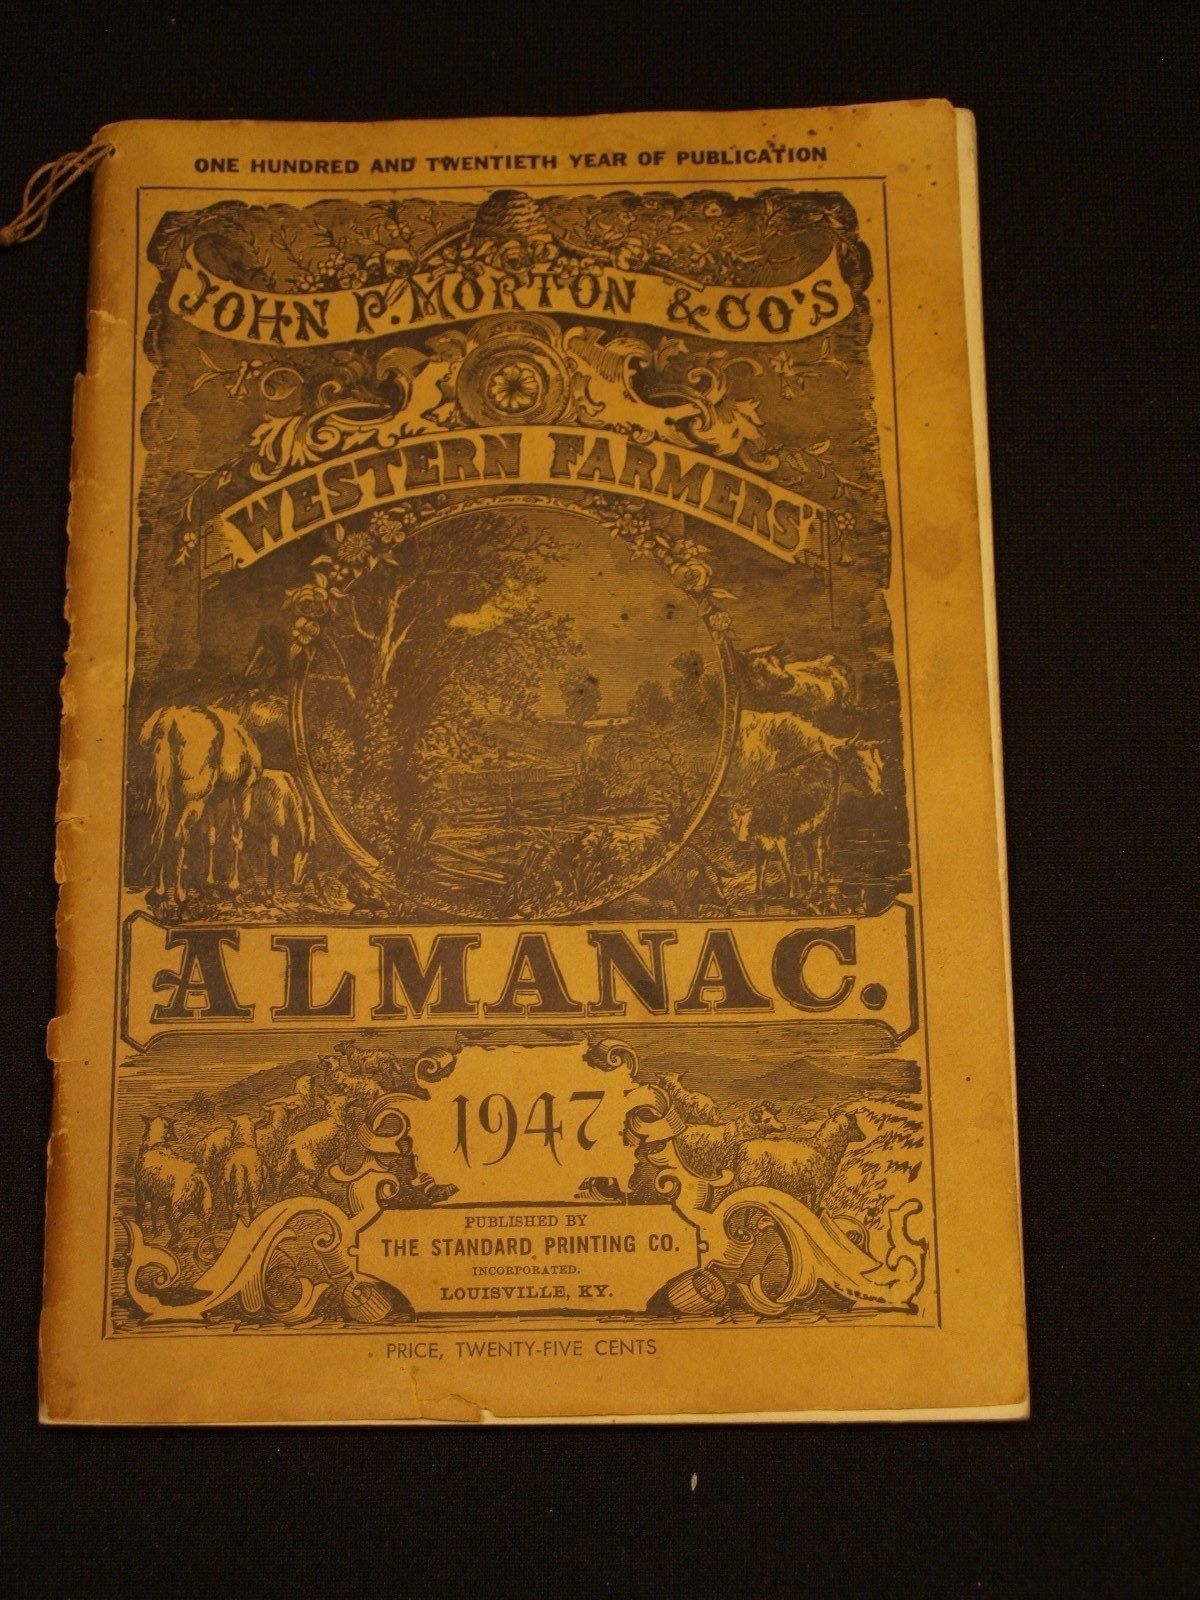 ONE HUNDRED AND TWENTIETH YEAR OF PUBLICATION
JOHN P. MORTON & CO'S
WESTERN FARMERS'
ALMANAC.
1947
PUBLISHED BY
THE STANDARD PRINTING CO.
INCORPORATED.
LOUISVILLE, KY.
PRICE, TWENTY-FIVE CENTS